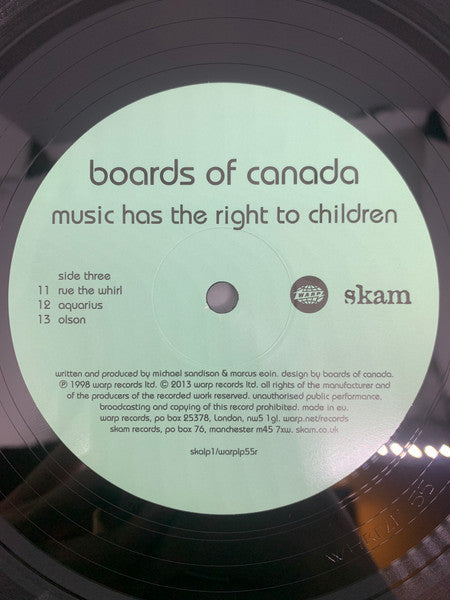 boards of canada
music has the right to children
side three
11 rue the whirl
12 aquarius
13 olson
WARP
skam
written and produced by michael sandison & marcus eoin. design by boards of canada.
℗ 1998 warp records ltd. © 2013 warp records ltd. all rights of the manufacturer and
of the producers of the recorded work reserved. unauthorised public performance,
broadcasting and copying of this record prohibited. made in eu.
warp records, po box 25378, london, nw5 1gl. warp.net/records
skam records, po box 76, manchester m45 7xw. skam.co.uk
skalp1/warplp55r